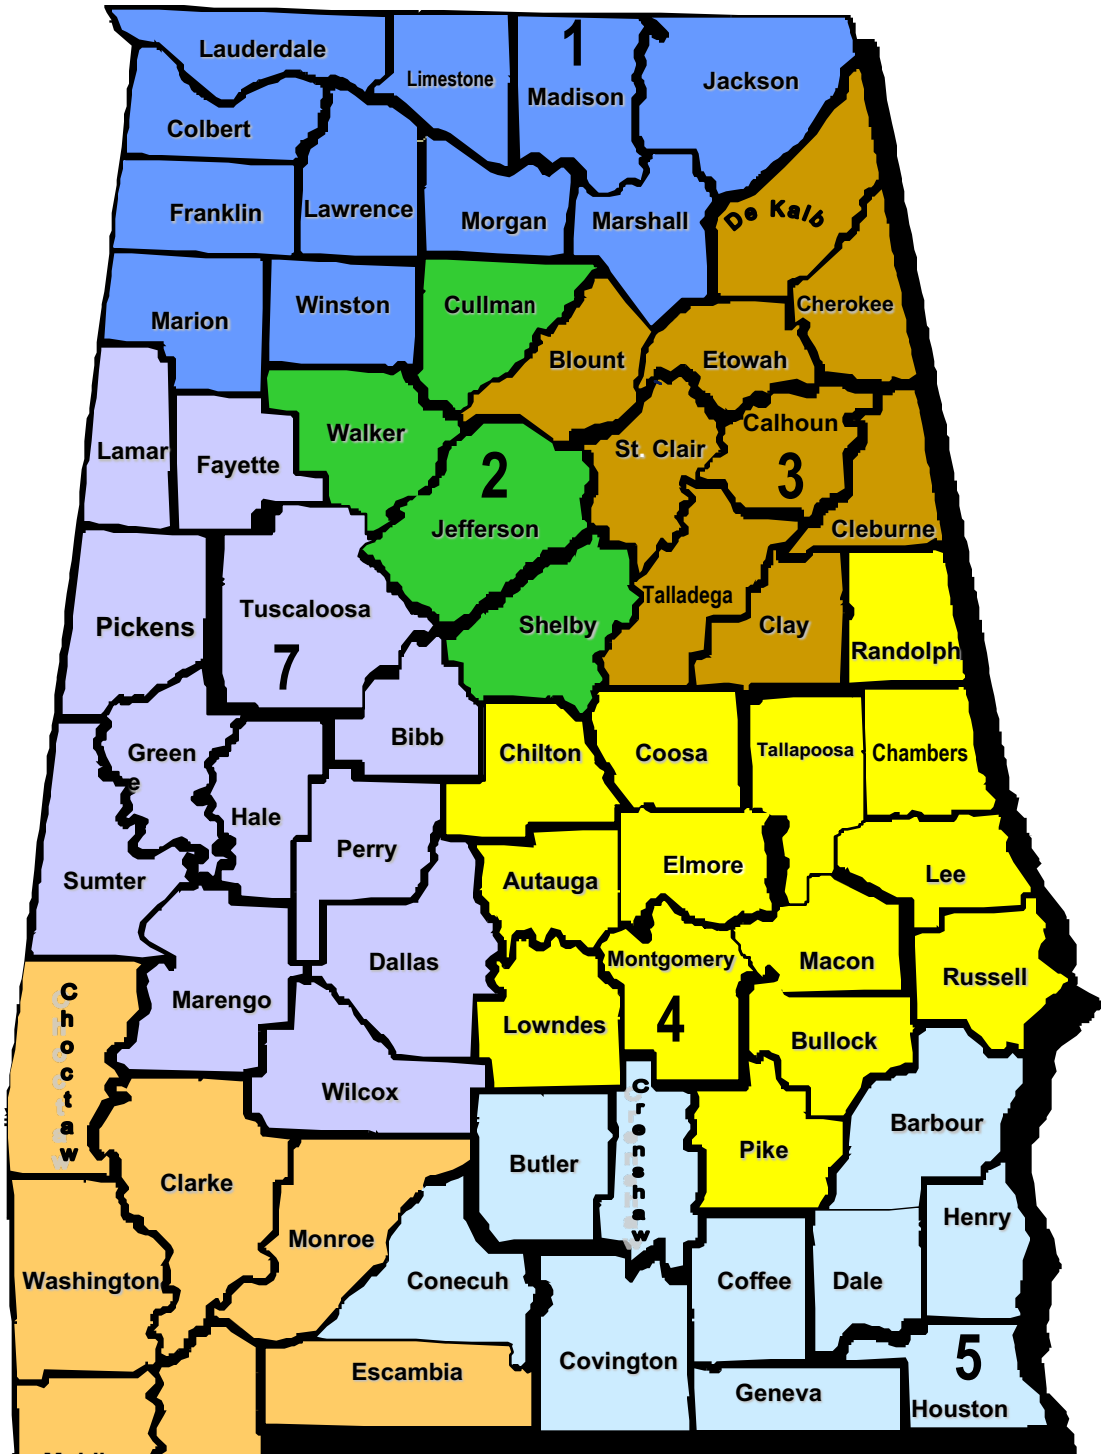 Lauderdale
Limestone
1
Madison
Jackson
Colbert
Franklin
Lawrence
Morgan
Marshall
De Kalb
Marion
Winston
Cullman
Cherokee
Blount
Etowah
Lamar
Fayette
Walker
St. Clair
Calhoun
2
3
Jefferson
Cleburne
Pickens
Tuscaloosa
7
Shelby
Talladega
Clay
Randolph
Green
e
Bibb
Chilton
Coosa
Tallapoosa
Chambers
Hale
Perry
Sumter
Autauga
Elmore
Lee
Choctaw
Marengo
Dallas
Montgomery
Macon
Russell
Lowndes
4
Bullock
Wilcox
Crenshaw
Barbour
Clarke
Butler
Pike
Monroe
Henry
Washington
Conecuh
Coffee
Dale
Escambia
Covington
5
Geneva
Houston